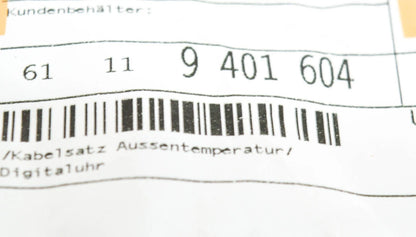 Kundenbehälter:
61 11 9 401 604
/Kabelsatz Aussentemperatur/
Digitaluhr